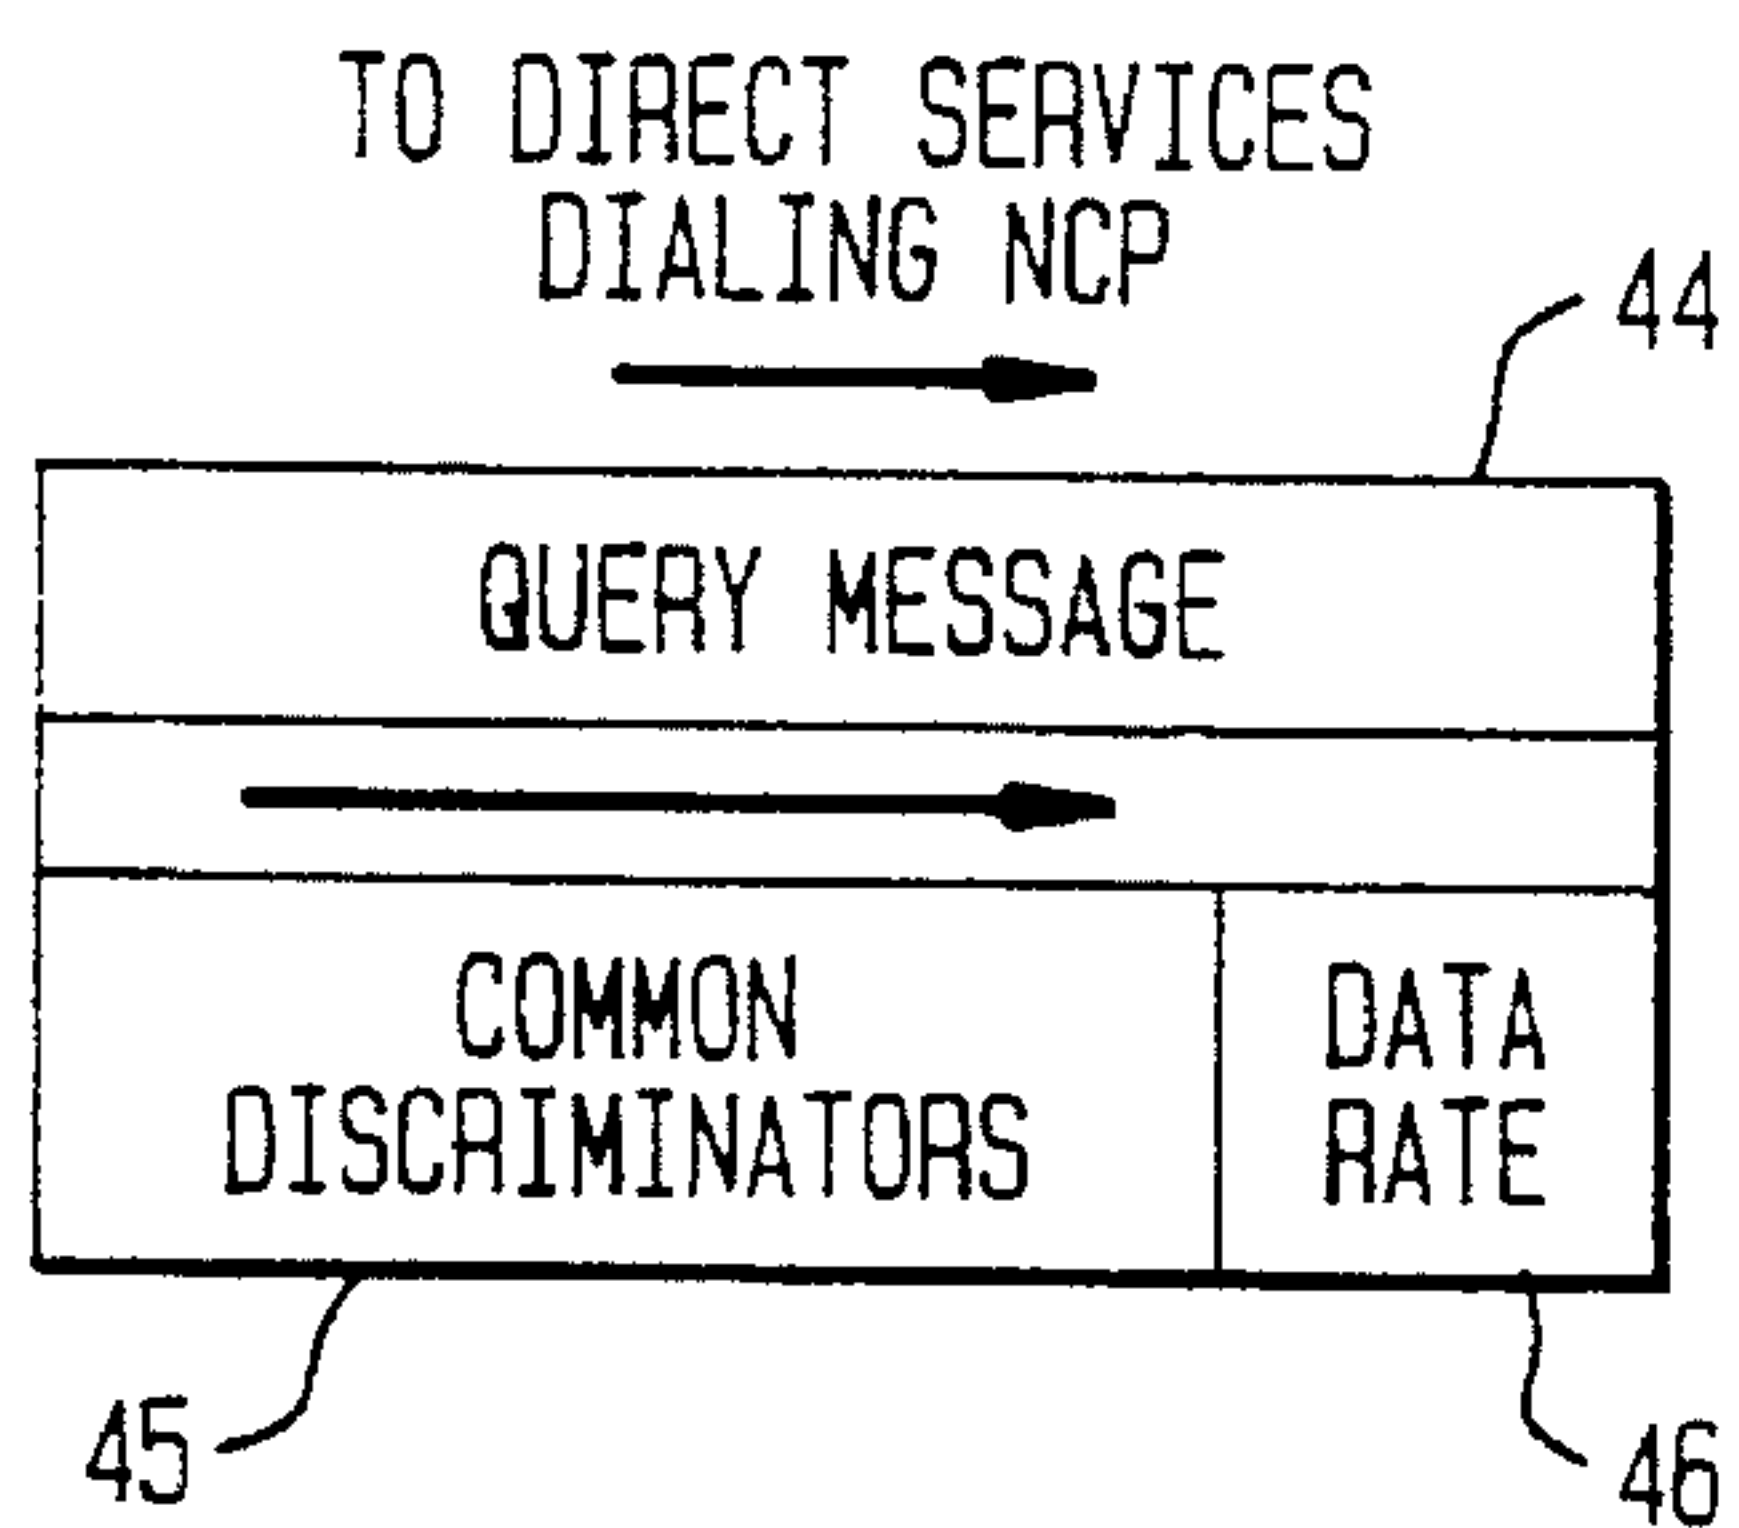 TO DIRECT SERVICES
DIALING NCP
44
QUERY MESSAGE
COMMON
DISCRIMINATORS
DATA
RATE
45
46